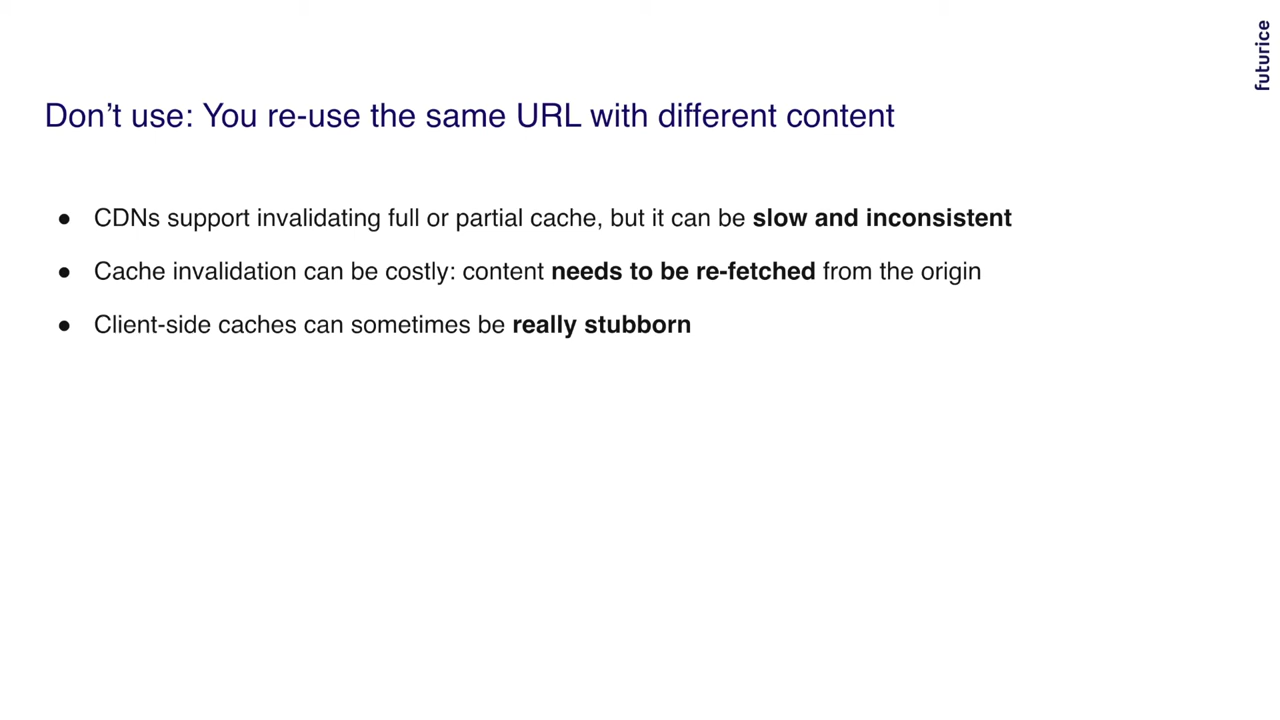 futurice
Don’t use: You re-use the same URL with different content
● CDNs support invalidating full or partial cache, but it can be slow and inconsistent
● Cache invalidation can be costly: content needs to be re-fetched from the origin
● Client-side caches can sometimes be really stubborn